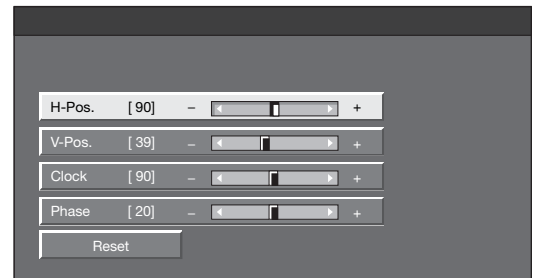 H-Pos. [ 90] – +
V-Pos. [ 39] – +
Clock [ 90] – +
Phase [ 20] – +
Reset